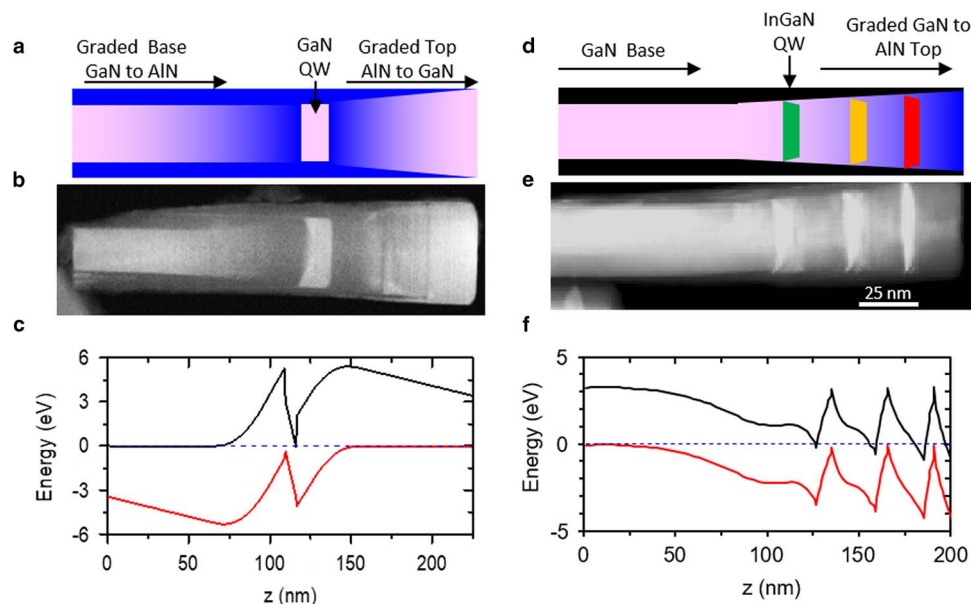 a
Graded Base
GaN to AlN
GaN
QW
Graded Top
AlN to GaN
b
c
Energy (eV)
6
3
0
-3
-6
0
50
100
150
200
z (nm)
d
GaN Base
InGaN
QW
Graded GaN to
AlN Top
e
25 nm
f
Energy (eV)
5
0
-5
0
50
100
150
200
z (nm)